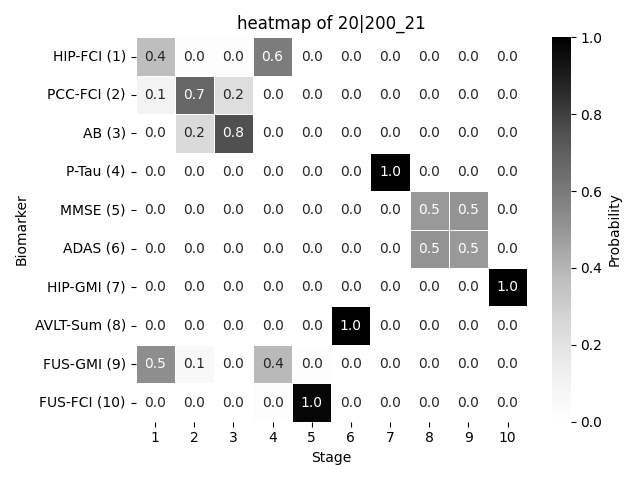 heatmap of 20|200_21
HIP-FCI (1) 0.4 0.0 0.0 0.6 0.0 0.0 0.0 0.0 0.0 0.0
PCC-FCI (2) 0.1 0.7 0.2 0.0 0.0 0.0 0.0 0.0 0.0 0.0
AB (3) 0.0 0.2 0.8 0.0 0.0 0.0 0.0 0.0 0.0 0.0
P-Tau (4) 0.0 0.0 0.0 0.0 0.0 0.0 1.0 0.0 0.0 0.0
MMSE (5) 0.0 0.0 0.0 0.0 0.0 0.0 0.0 0.5 0.5 0.0
ADAS (6) 0.0 0.0 0.0 0.0 0.0 0.0 0.0 0.5 0.5 0.0
HIP-GMI (7) 0.0 0.0 0.0 0.0 0.0 0.0 0.0 0.0 0.0 1.0
AVLT-Sum (8) 0.0 0.0 0.0 0.0 0.0 1.0 0.0 0.0 0.0 0.0
FUS-GMI (9) 0.5 0.1 0.0 0.4 0.0 0.0 0.0 0.0 0.0 0.0
FUS-FCI (10) 0.0 0.0 0.0 0.0 1.0 0.0 0.0 0.0 0.0 0.0
1 2 3 4 5 6 7 8 9 10
Stage
Biomarker
1.0
0.8
0.6
0.4
0.2
0.0
Probability